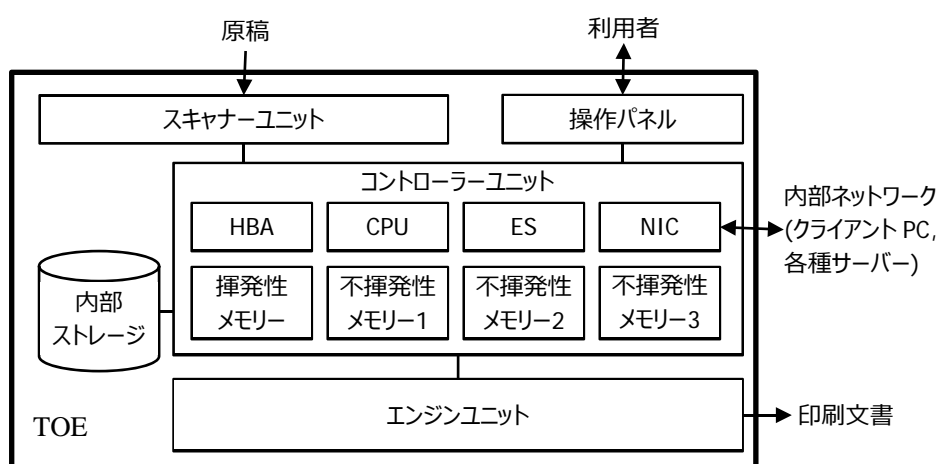 原稿
利用者
スキャナーユニット
操作パネル
コントローラーユニット
HBA
CPU
ES
NIC
内部ネットワーク
(クライアント PC,
各種サーバー)
内部
ストレージ
揮発性
メモリー
不揮発性
メモリー1
不揮発性
メモリー2
不揮発性
メモリー3
エンジンユニット
印刷文書
TOE